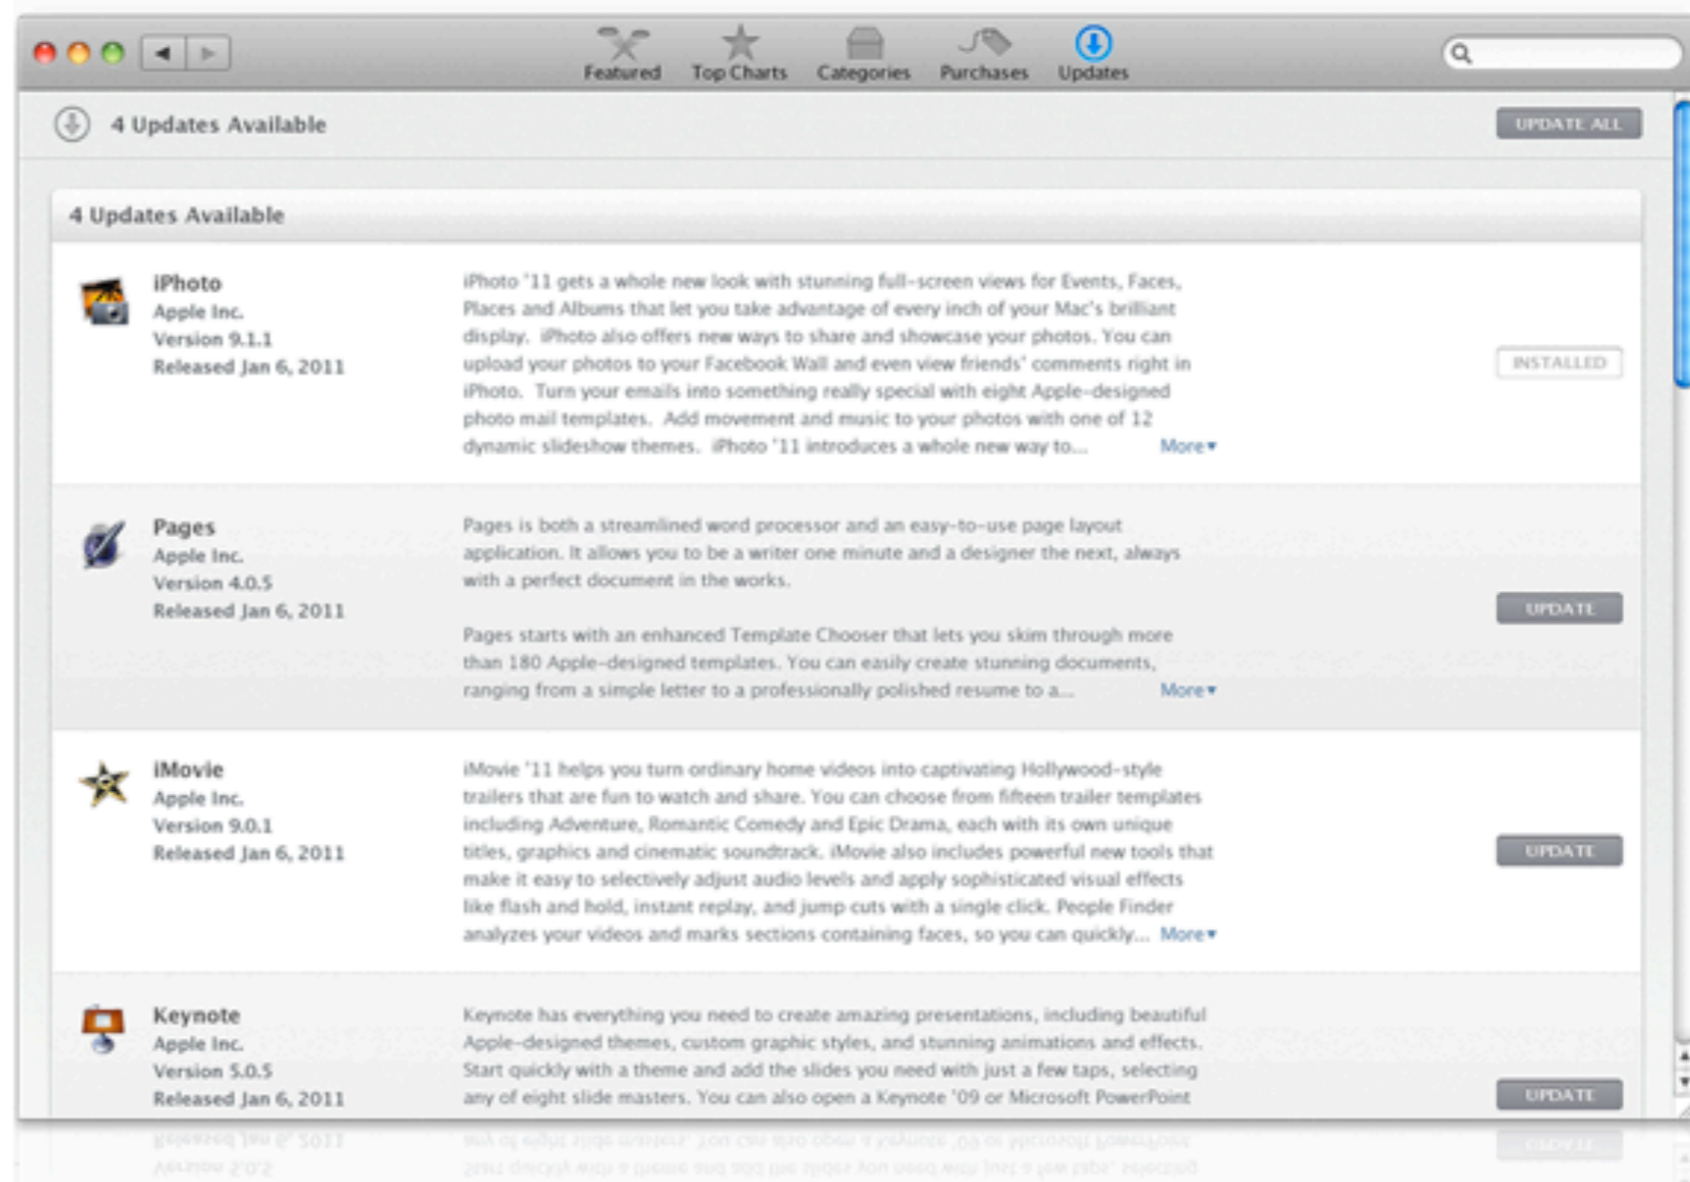 Featured Top Charts Categories Purchases Updates
4 Updates Available UPDATE ALL
4 Updates Available
iPhoto
Apple Inc.
Version 9.1.1
Released Jan 6, 2011
iPhoto '11 gets a whole new look with stunning full-screen views for Events, Faces,
Places and Albums that let you take advantage of every inch of your Mac's brilliant
display. iPhoto also offers new ways to share and showcase your photos. You can
upload your photos to your Facebook Wall and even view friends' comments right in
iPhoto. Turn your emails into something really special with eight Apple-designed
photo mail templates. Add movement and music to your photos with one of 12
dynamic slideshow themes. iPhoto '11 introduces a whole new way to... More
INSTALLED
Pages
Apple Inc.
Version 4.0.5
Released Jan 6, 2011
Pages is both a streamlined word processor and an easy-to-use page layout
application. It allows you to be a writer one minute and a designer the next, always
with a perfect document in the works.
Pages starts with an enhanced Template Chooser that lets you skim through more
than 180 Apple-designed templates. You can easily create stunning documents,
ranging from a simple letter to a professionally polished resume to a... More
UPDATE
iMovie
Apple Inc.
Version 9.0.1
Released Jan 6, 2011
iMovie '11 helps you turn ordinary home videos into captivating Hollywood-style
trailers that are fun to watch and share. You can choose from fifteen trailer templates
including Adventure, Romantic Comedy and Epic Drama, each with its own unique
titles, graphics and cinematic soundtrack. iMovie also includes powerful new tools that
make it easy to selectively adjust audio levels and apply sophisticated visual effects
like flash and hold, instant replay, and jump cuts with a single click. People Finder
analyzes your videos and marks sections containing faces, so you can quickly... More
UPDATE
Keynote
Apple Inc.
Version 5.0.5
Released Jan 6, 2011
Keynote has everything you need to create amazing presentations, including beautiful
Apple-designed themes, custom graphic styles, and stunning animations and effects.
Start quickly with a theme and add the slides you need with just a few taps, selecting
any of eight slide masters. You can also open a Keynote '09 or Microsoft PowerPoint
UPDATE